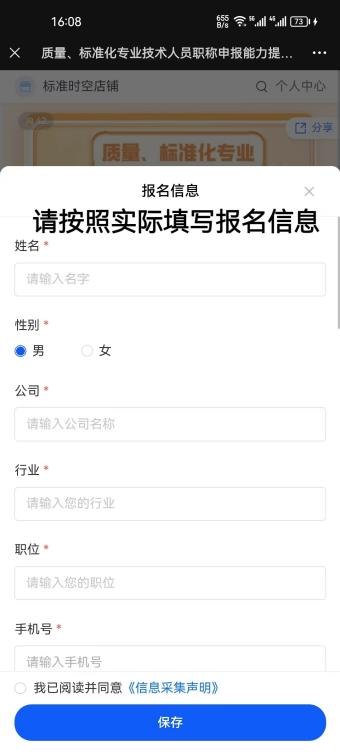 16:08
655 B/s
5G
4G
73
质量、标准化专业技术人员职称申报能力提...
标准时空店铺
个人中心
质量、标准化专业
分享
报名信息
请按照实际填写报名信息
姓名 *
请输入名字
性别 *
男 女
公司 *
请输入公司名称
行业 *
请输入您的行业
职位 *
请输入您的职位
手机号 *
请输入手机号
我已阅读并同意《信息采集声明》
保存